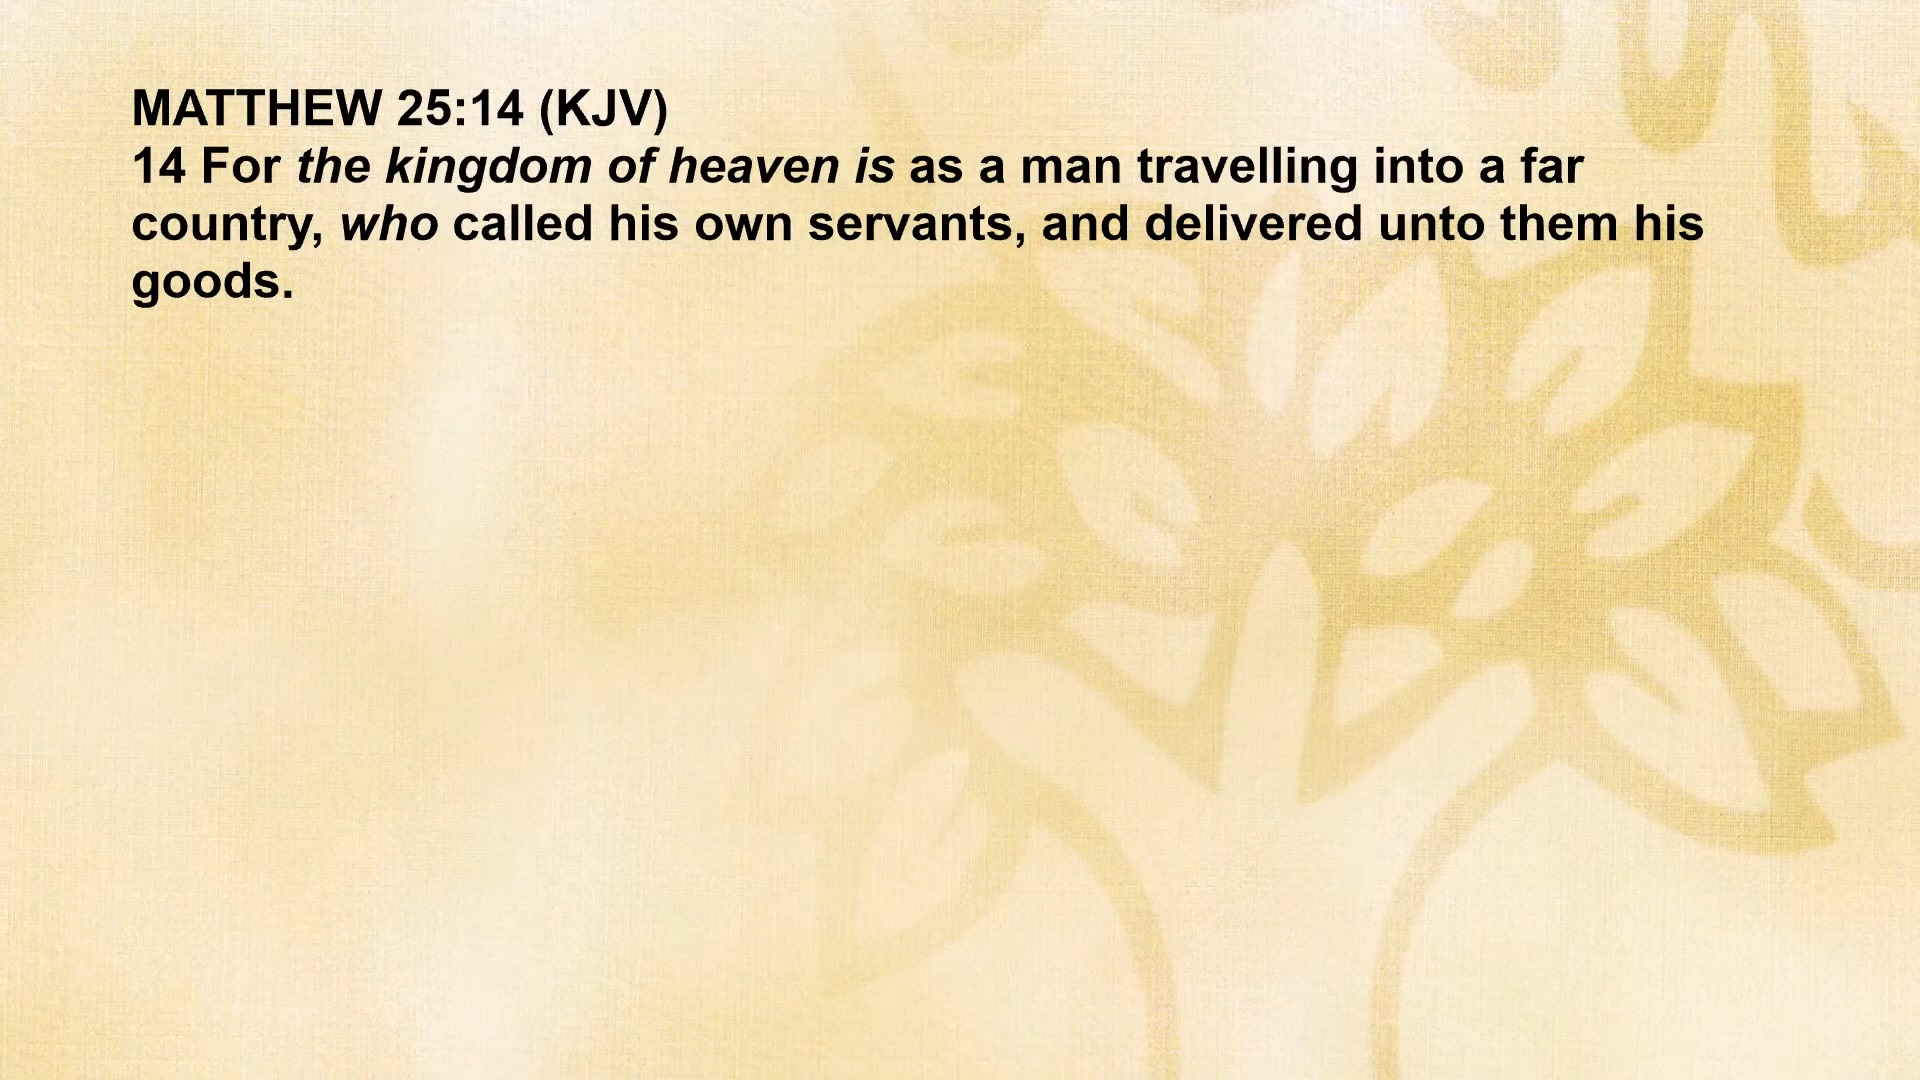 MATTHEW 25:14 (KJV)
14 For the kingdom of heaven is as a man travelling into a far
country, who called his own servants, and delivered unto them his
goods.